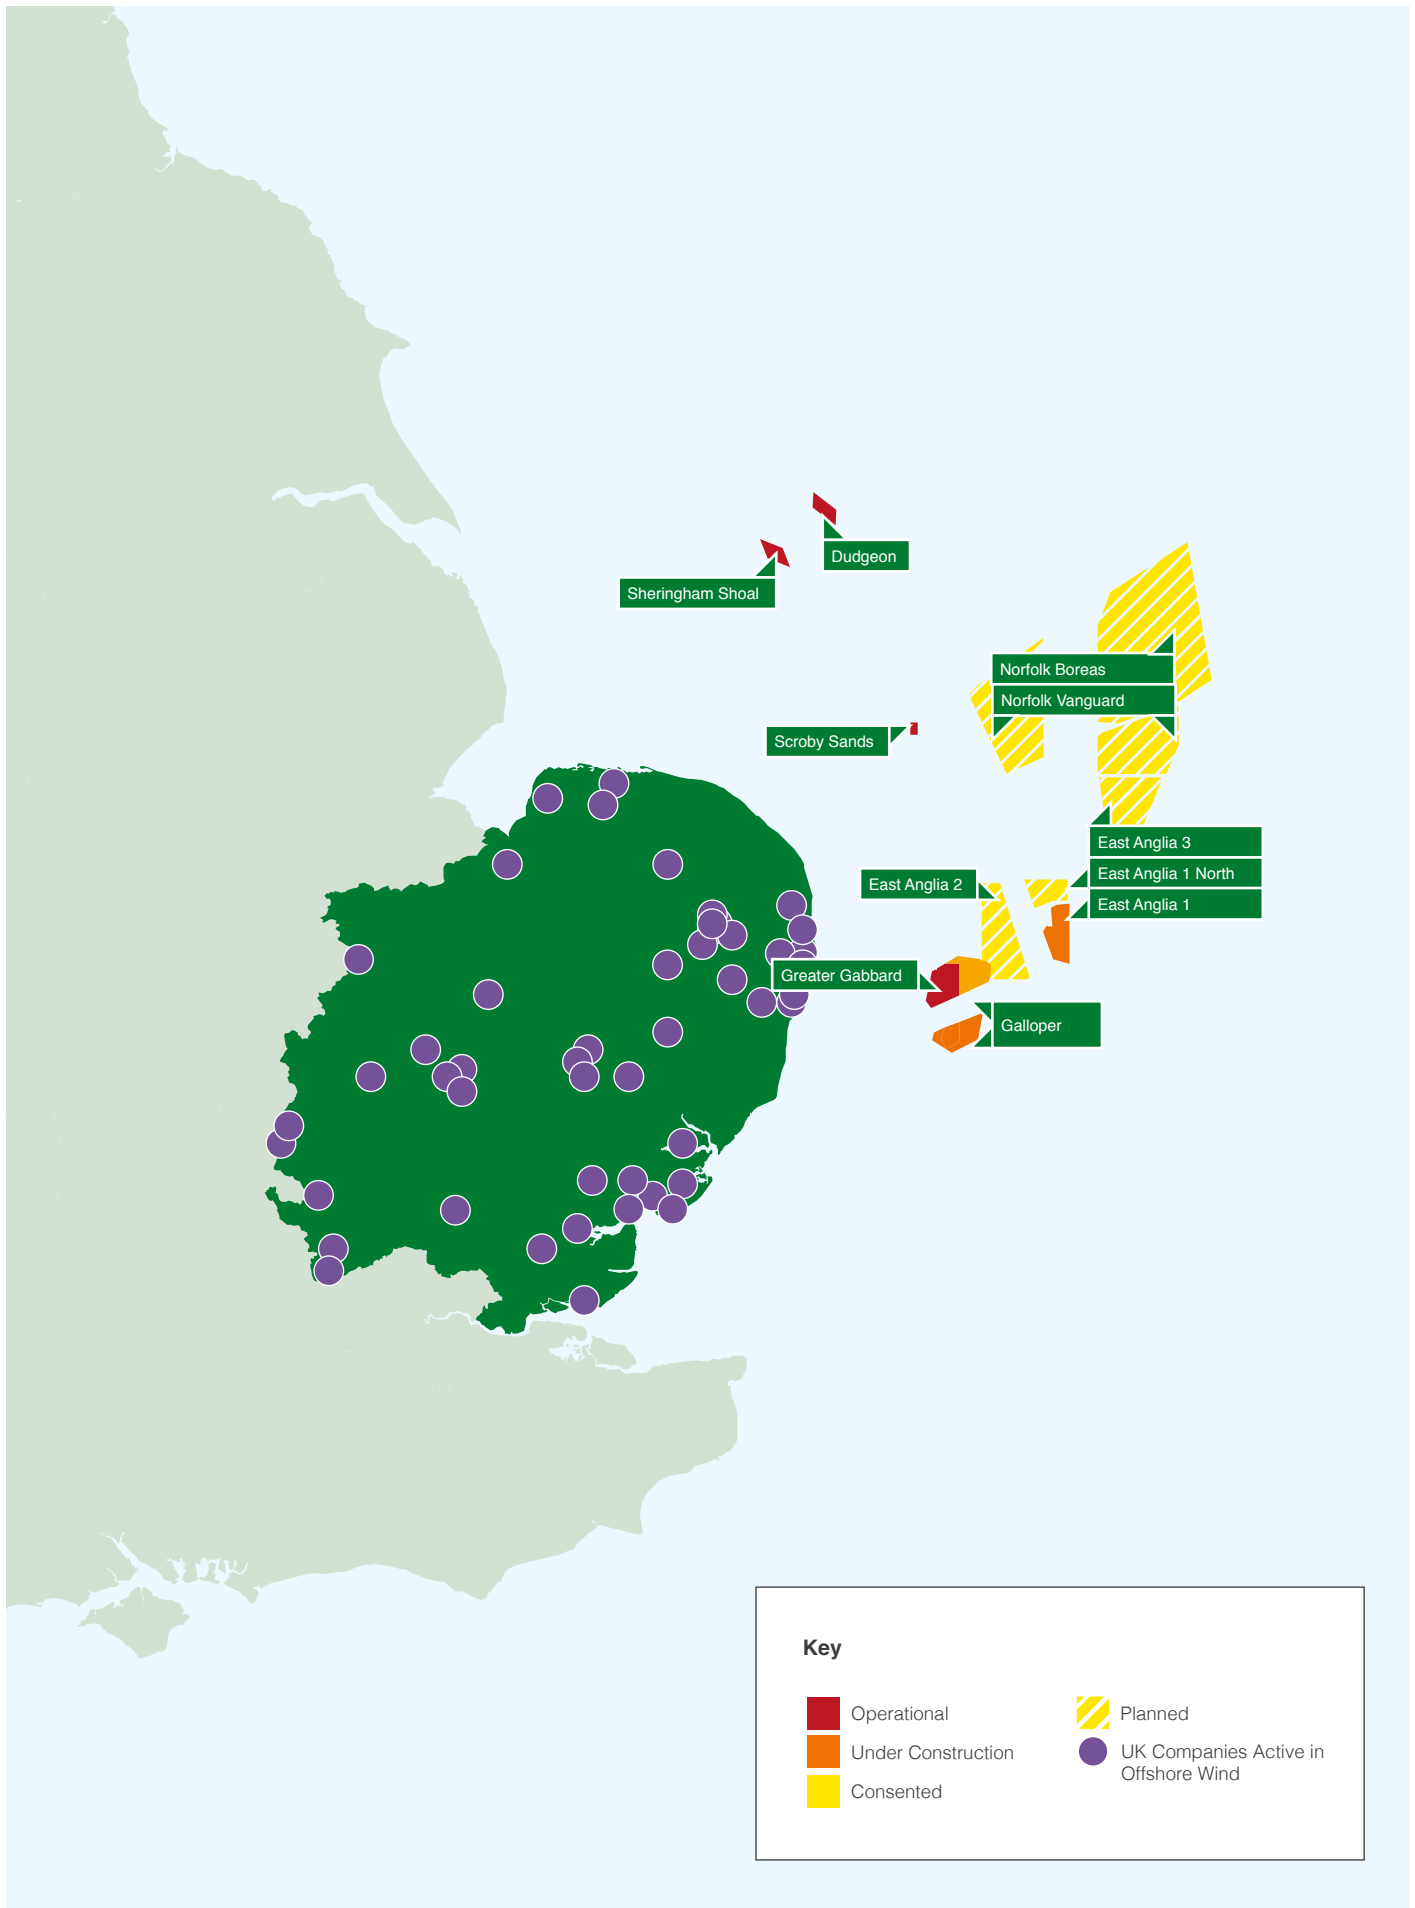 Dudgeon
Sheringham Shoal
Norfolk Boreas
Norfolk Vanguard
Scroby Sands
East Anglia 3
East Anglia 1 North
East Anglia 2
East Anglia 1
Greater Gabbard
Galloper
Key
Operational
Under Construction
Consented
Planned
UK Companies Active in
Offshore Wind